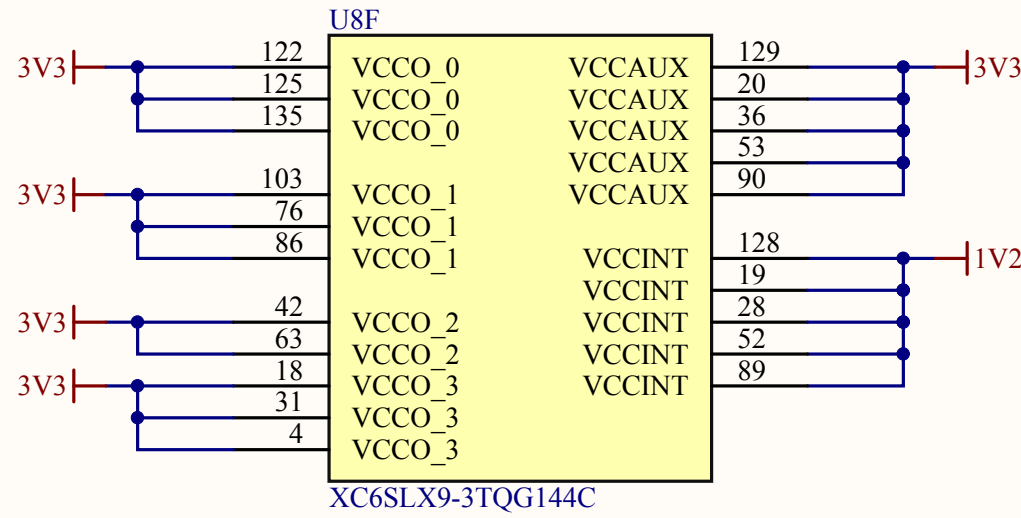 U8F
3V3 122 VCCO_0 VCCAUX 129 3V3
125 VCCO_0 VCCAUX 20
135 VCCO_0 VCCAUX 36
VCCAUX 53
3V3 103 VCCO_1 VCCAUX 90
76 VCCO_1
86 VCCO_1 VCCINT 128 1V2
VCCINT 19
3V3 42 VCCO_2 VCCINT 28
63 VCCO_2 VCCINT 52
3V3 18 VCCO_3 VCCINT 89
31 VCCO_3
4 VCCO_3
XC6SLX9-3TQG144C